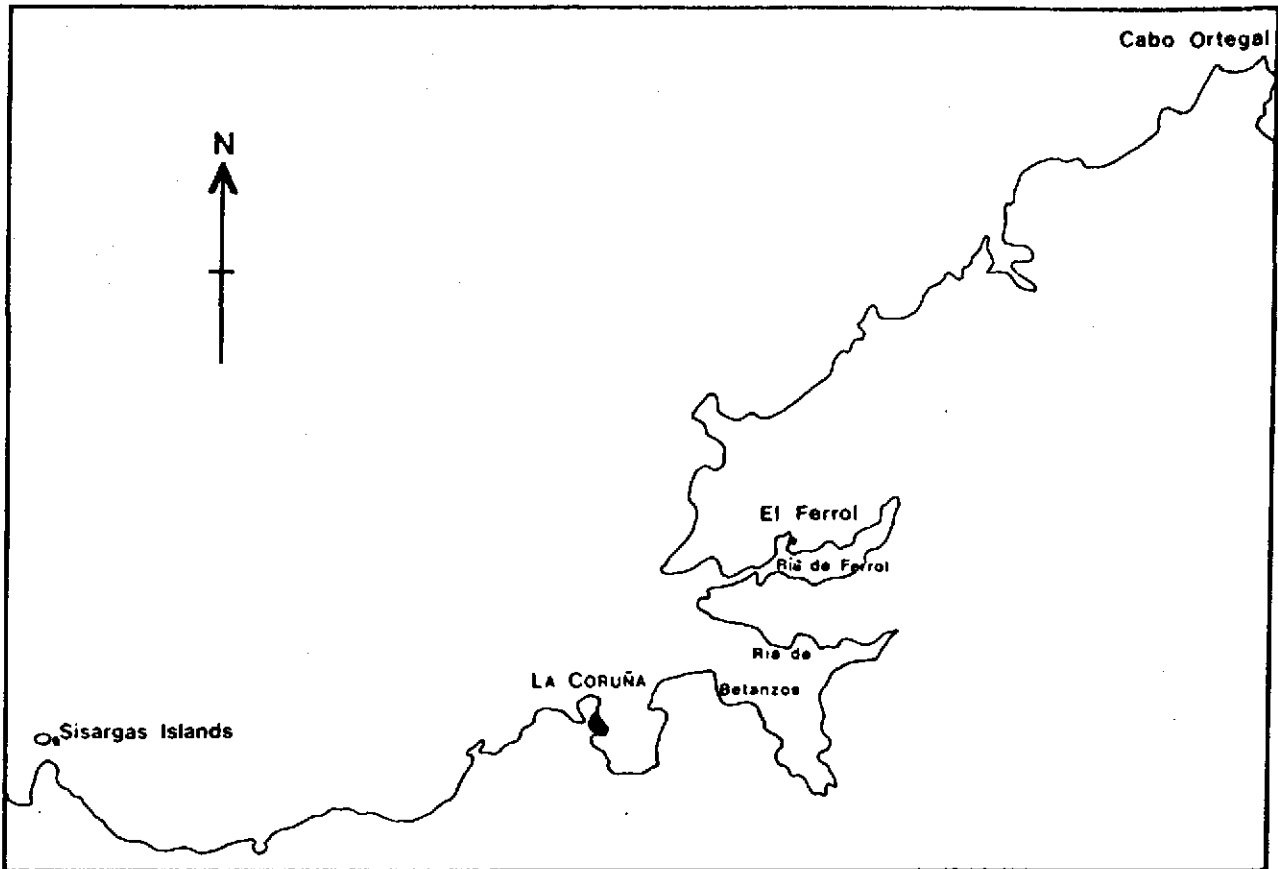 Cabo Ortegal
N
El Ferrol
Ria de Ferrol
Ria de
Betanzos
LA CORUÑA
Sisargas Islands